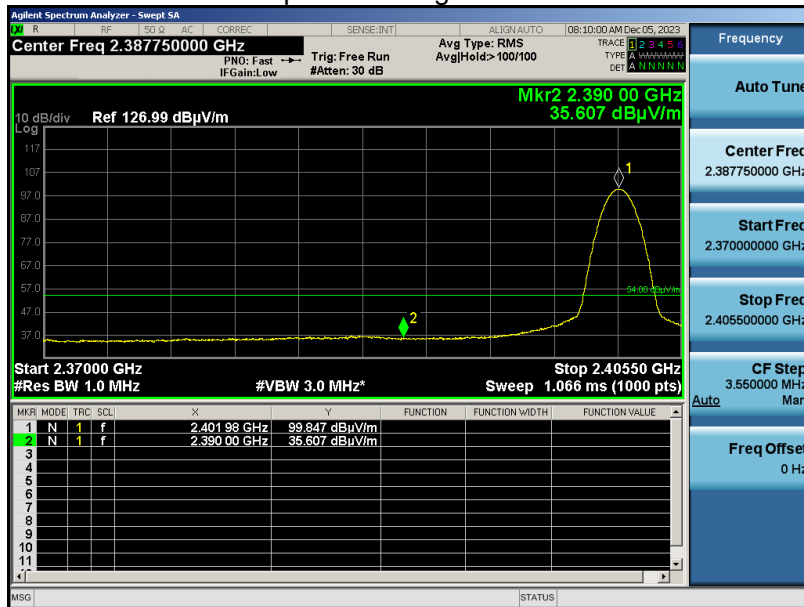 Agilent Spectrum Analyzer - Swept SA
LXI R RF 50 Ω AC CORREC SENSE:INT ALIGN AUTO 08:10:00 AM Dec 05, 2023
Center Freq 2.387750000 GHz
PNO: Fast
IFGain:Low
Trig: Free Run
#Atten: 30 dB
Avg Type: RMS
Avg|Hold:>100/100
TRACE 1 2 3 4 5 6
TYPE A
DET A N N N N N
Mkr2 2.390 00 GHz
35.607 dBµV/m
10 dB/div Ref 126.99 dBµV/m
Log
117
107
97.0
87.0
77.0
67.0
57.0
47.0
37.0
1
54.00 dBµV/m
2
Start 2.37000 GHz Stop 2.40550 GHz
#Res BW 1.0 MHz #VBW 3.0 MHz* Sweep 1.066 ms (1000 pts)
MKR MODE TRC SCL X Y FUNCTION FUNCTION WIDTH FUNCTION VALUE
1 N 1 f 2.401 98 GHz 99.847 dBµV/m
2 N 1 f 2.390 00 GHz 35.607 dBµV/m
3
4
5
6
7
8
9
10
11
MSG STATUS
Frequency
Auto Tune
Center Freq
2.387750000 GHz
Start Freq
2.370000000 GHz
Stop Freq
2.405500000 GHz
CF Step
3.550000 MHz
Auto Man
Freq Offset
0 Hz